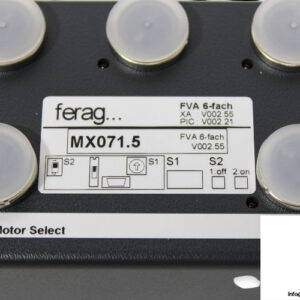 ferag...
FVA 6-fach
XA : V002.55
PIC : V002.21
MX071.5
FVA 6-fach
V002.55
S2
S1
S1
S2
1.off
2.on
Motor Select